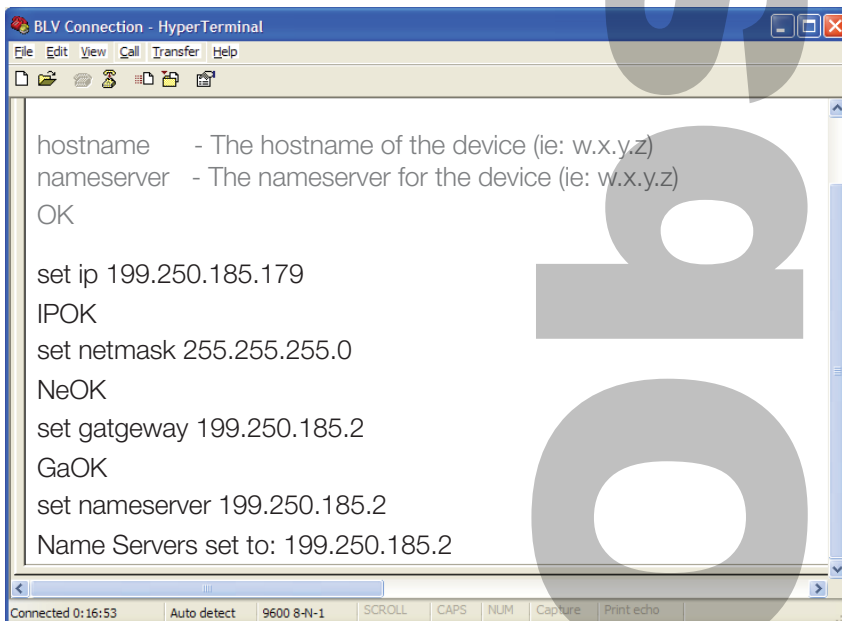 BLV Connection - HyperTerminal
File Edit View Call Transfer Help
hostname - The hostname of the device (ie: w.x.y.z)
nameserver - The nameserver for the device (ie: w.x.y.z)
OK
set ip 199.250.185.179
IPOK
set netmask 255.255.255.0
NeOK
set gatgeway 199.250.185.2
GaOK
set nameserver 199.250.185.2
Name Servers set to: 199.250.185.2
Connected 0:16:53 Auto detect 9600 8-N-1 SCROLL CAPS NUM Capture Print echo